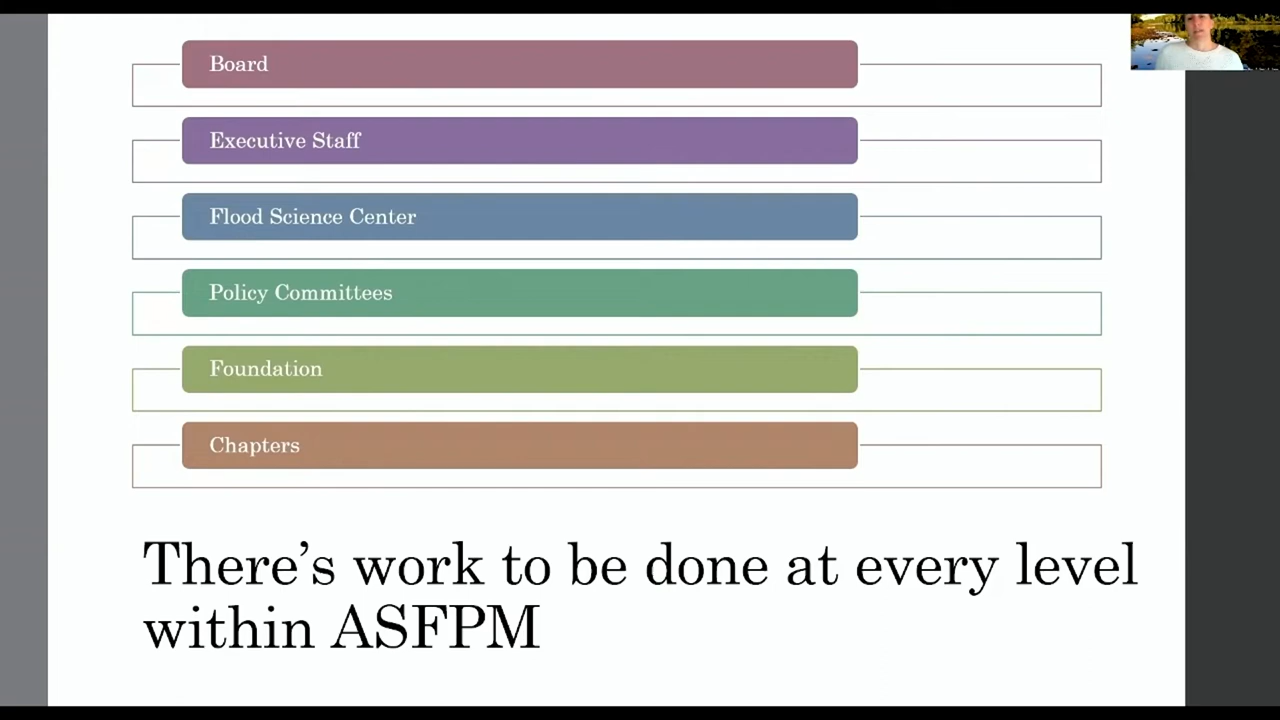 Board
Executive Staff
Flood Science Center
Policy Committees
Foundation
Chapters
There’s work to be done at every level
within ASFPM